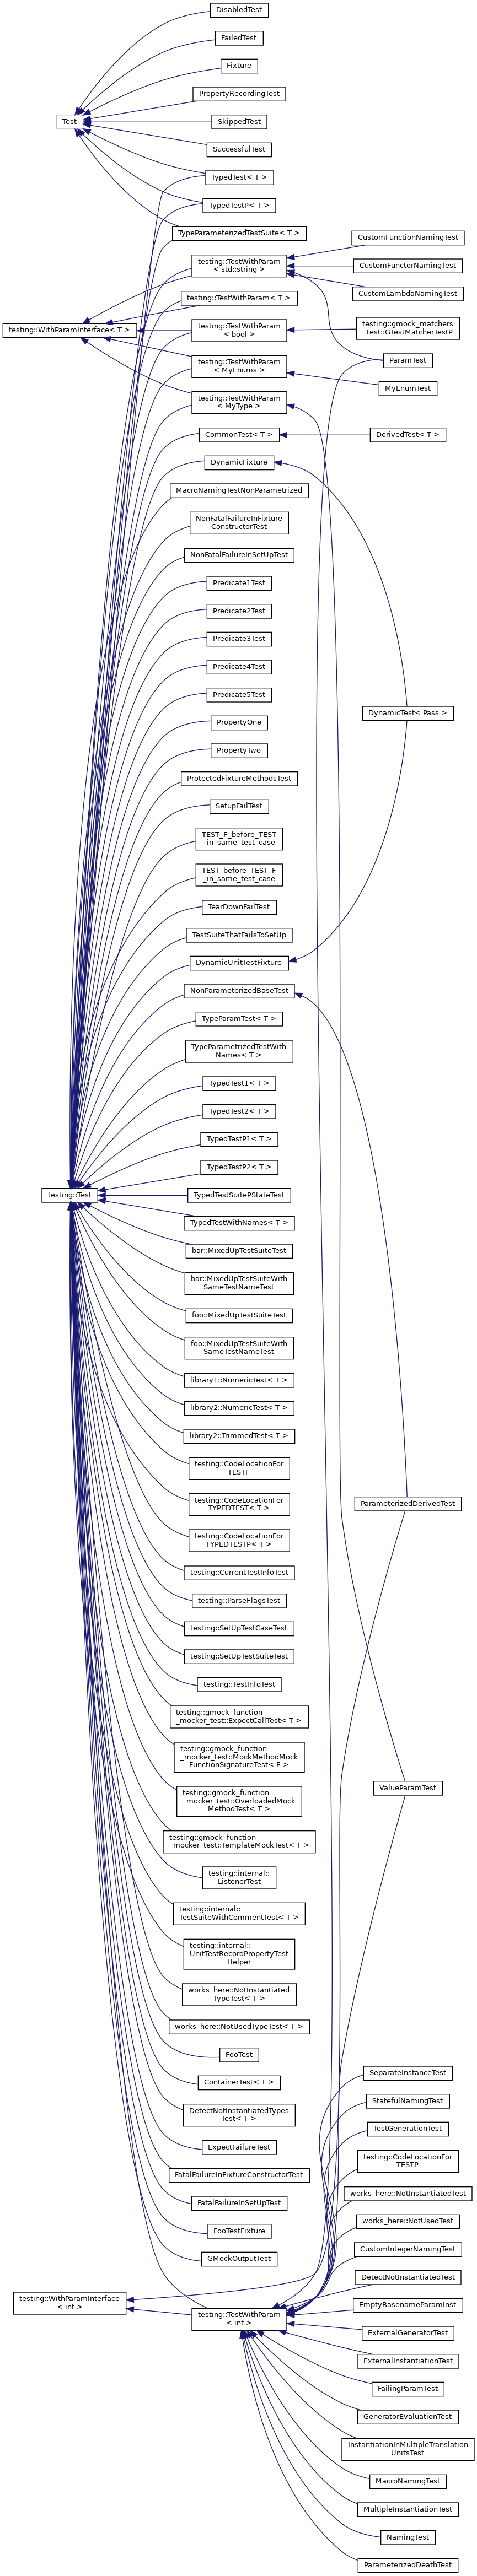 DisabledTest
FailedTest
Fixture
PropertyRecordingTest
Test
SkippedTest
SuccessfulTest
TypedTest< T >
TypedTestP< T >
TypeParameterizedTestSuite< T >
CustomFunctionNamingTest
testing::TestWithParam
< std::string >
CustomFunctorNamingTest
CustomLambdaNamingTest
testing::TestWithParam< T >
testing::WithParamInterface< T >
testing::TestWithParam
< bool >
testing::gmock_matchers
_test::GTestMatcherTestP
ParamTest
testing::TestWithParam
< MyEnums >
MyEnumTest
testing::TestWithParam
< MyType >
CommonTest< T >
DerivedTest< T >
DynamicFixture
MacroNamingTestNonParametrized
NonFatalFailureInFixture
ConstructorTest
NonFatalFailureInSetUpTest
Predicate1Test
Predicate2Test
Predicate3Test
Predicate4Test
Predicate5Test
DynamicTest< Pass >
PropertyOne
PropertyTwo
ProtectedFixtureMethodsTest
SetupFailTest
TEST_F_before_TEST
_in_same_test_case
TEST_before_TEST_F
_in_same_test_case
TearDownFailTest
TestSuiteThatFailsToSetUp
DynamicUnitTestFixture
NonParameterizedBaseTest
TypeParamTest< T >
TypeParametrizedTestWith
Names< T >
TypedTest1< T >
TypedTest2< T >
TypedTestP1< T >
TypedTestP2< T >
testing::Test
TypedTestSuitePStateTest
TypedTestWithNames< T >
bar::MixedUpTestSuiteTest
bar::MixedUpTestSuiteWith
SameTestNameTest
foo::MixedUpTestSuiteTest
foo::MixedUpTestSuiteWith
SameTestNameTest
library1::NumericTest< T >
library2::NumericTest< T >
library2::TrimmedTest< T >
testing::CodeLocationFor
TESTF
testing::CodeLocationFor
TYPEDTEST< T >
ParameterizedDerivedTest
testing::CodeLocationFor
TYPEDTESTP< T >
testing::CurrentTestInfoTest
testing::ParseFlagsTest
testing::SetUpTestCaseTest
testing::SetUpTestSuiteTest
testing::TestInfoTest
testing::gmock_function
_mocker_test::ExpectCallTest< T >
testing::gmock_function
_mocker_test::MockMethodMock
FunctionSignatureTest< F >
ValueParamTest
testing::gmock_function
_mocker_test::OverloadedMock
MethodTest< T >
testing::gmock_function
_mocker_test::TemplateMockTest< T >
testing::internal::
ListenerTest
testing::internal::
TestSuiteWithCommentTest< T >
testing::internal::
UnitTestRecordPropertyTest
Helper
works_here::NotInstantiated
TypeTest< T >
works_here::NotUsedTypeTest< T >
FooTest
SeparateInstanceTest
ContainerTest< T >
StatefulNamingTest
DetectNotInstantiatedTypes
Test< T >
TestGenerationTest
ExpectFailureTest
testing::CodeLocationFor
TESTP
FatalFailureInFixtureConstructorTest
works_here::NotInstantiatedTest
FatalFailureInSetUpTest
works_here::NotUsedTest
FooTestFixture
CustomIntegerNamingTest
GMockOutputTest
DetectNotInstantiatedTest
testing::WithParamInterface
< int >
EmptyBasenameParamInst
testing::TestWithParam
< int >
ExternalGeneratorTest
ExternalInstantiationTest
FailingParamTest
GeneratorEvaluationTest
InstantiationInMultipleTranslation
UnitsTest
MacroNamingTest
MultipleInstantiationTest
NamingTest
ParameterizedDeathTest